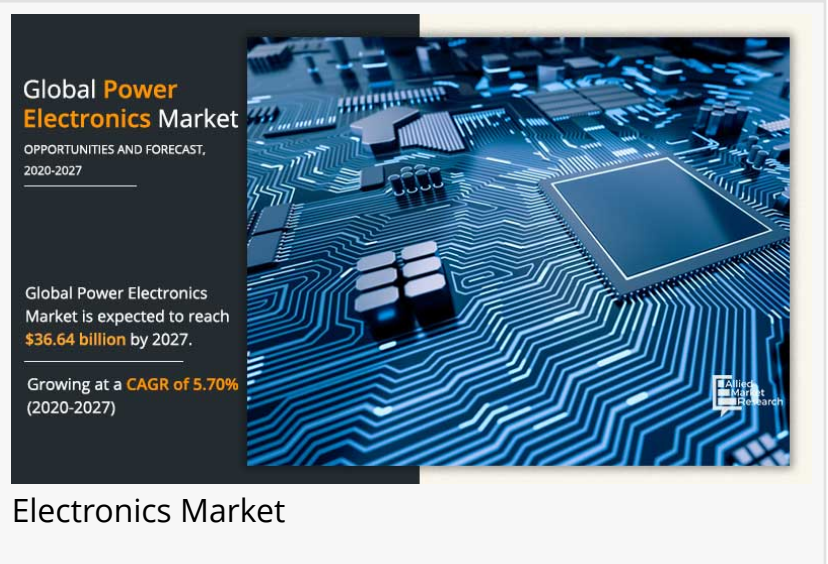 Global Power
Electronics Market
OPPORTUNITIES AND FORECAST,
2020-2027
Global Power Electronics
Market is expected to reach
$36.64 billion by 2027.
Growing at a CAGR of 5.70%
(2020-2027)
Allied
Market
Research
Electronics Market